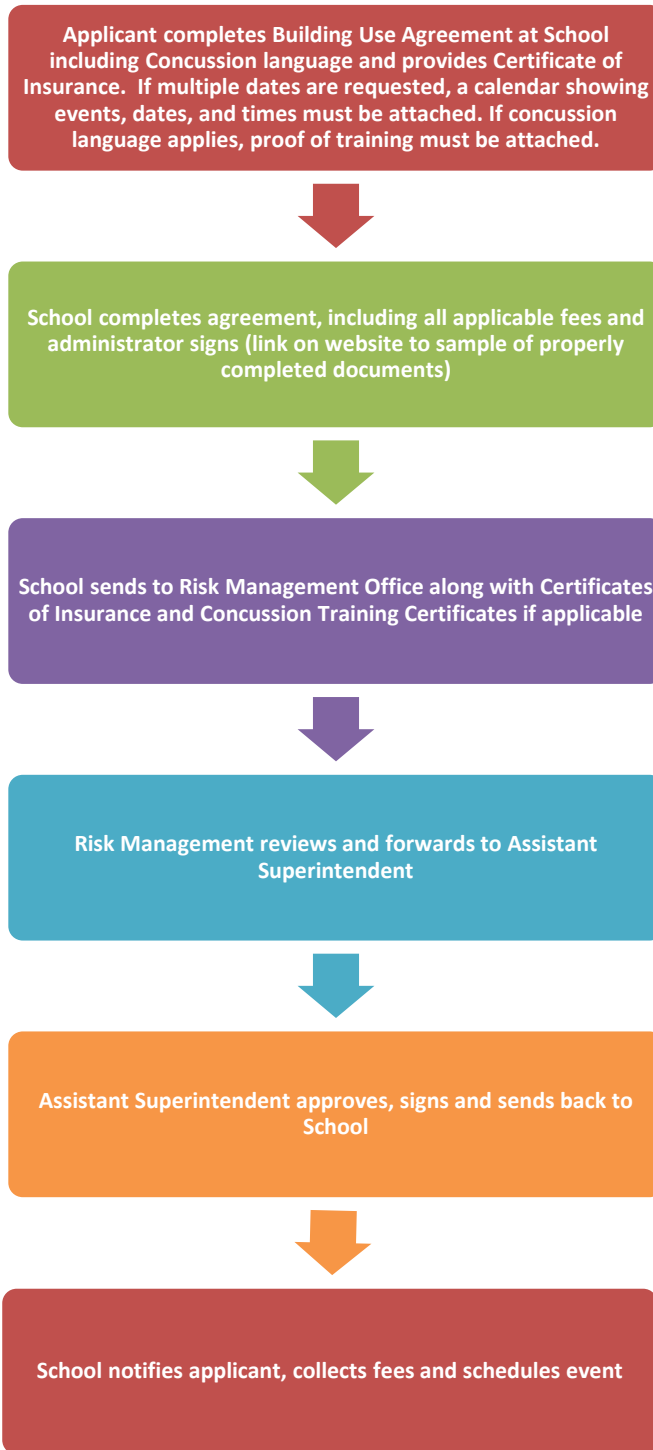 Applicant completes Building Use Agreement at School
including Concussion language and provides Certificate of
Insurance.  If multiple dates are requested, a calendar showing
events, dates, and times must be attached. If concussion
language applies, proof of training must be attached.
School completes agreement, including all applicable fees and
administrator signs (link on website to sample of properly
completed documents)
School sends to Risk Management Office along with Certificates
of Insurance and Concussion Training Certificates if applicable
Risk Management reviews and forwards to Assistant
Superintendent
Assistant Superintendent approves, signs and sends back to
School
School notifies applicant, collects fees and schedules event